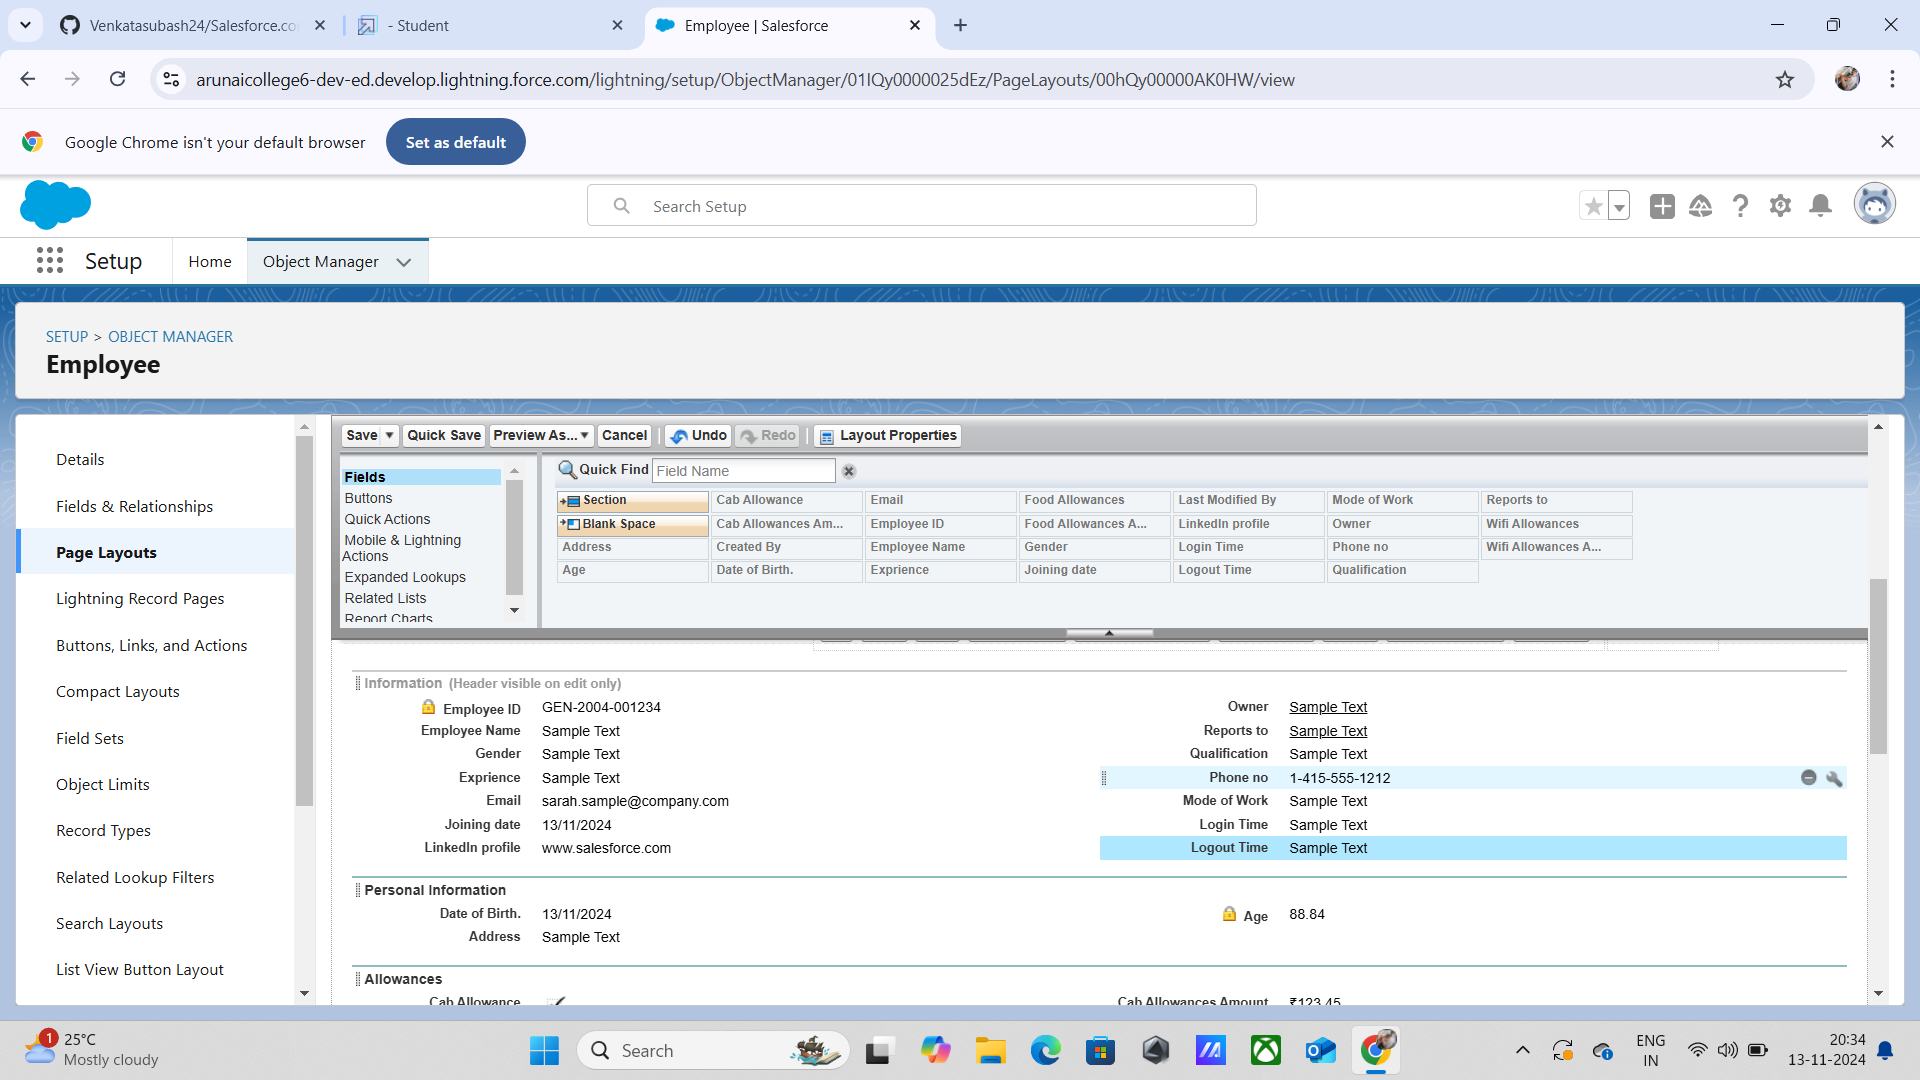 Venkatasubash24/Salesforce.co
- Student
Employee | Salesforce
arunaicollege6-dev-ed.develop.lightning.force.com/lightning/setup/ObjectManager/01IQy0000025dEz/PageLayouts/00hQy00000AK0HW/view
Google Chrome isn't your default browser
Set as default
Search Setup
Setup
Home
Object Manager
SETUP > OBJECT MANAGER
Employee
Details
Fields & Relationships
Page Layouts
Lightning Record Pages
Buttons, Links, and Actions
Compact Layouts
Field Sets
Object Limits
Record Types
Related Lookup Filters
Search Layouts
List View Button Layout
Save
Quick Save
Preview As...
Cancel
Undo
Redo
Layout Properties
Fields
Buttons
Quick Actions
Mobile & Lightning
Actions
Expanded Lookups
Related Lists
Report Charts
Quick Find Field Name
Section Cab Allowance Email Food Allowances Last Modified By Mode of Work Reports to
Blank Space Cab Allowances Am... Employee ID Food Allowances A... LinkedIn profile Owner Wifi Allowances
Address Created By Employee Name Gender Login Time Phone no Wifi Allowances A...
Age Date of Birth. Exprience Joining date Logout Time Qualification
Information (Header visible on edit only)
Employee ID GEN-2004-001234 Owner Sample Text
Employee Name Sample Text Reports to Sample Text
Gender Sample Text Qualification Sample Text
Exprience Sample Text Phone no 1-415-555-1212
Email sarah.sample@company.com Mode of Work Sample Text
Joining date 13/11/2024 Login Time Sample Text
LinkedIn profile www.salesforce.com Logout Time Sample Text
Personal Information
Date of Birth. 13/11/2024 Age 88.84
Address Sample Text
Allowances
Cab Allowance Cab Allowances Amount ₹123.45
1
25°C
Mostly cloudy
Search
ENG
IN
20:34
13-11-2024